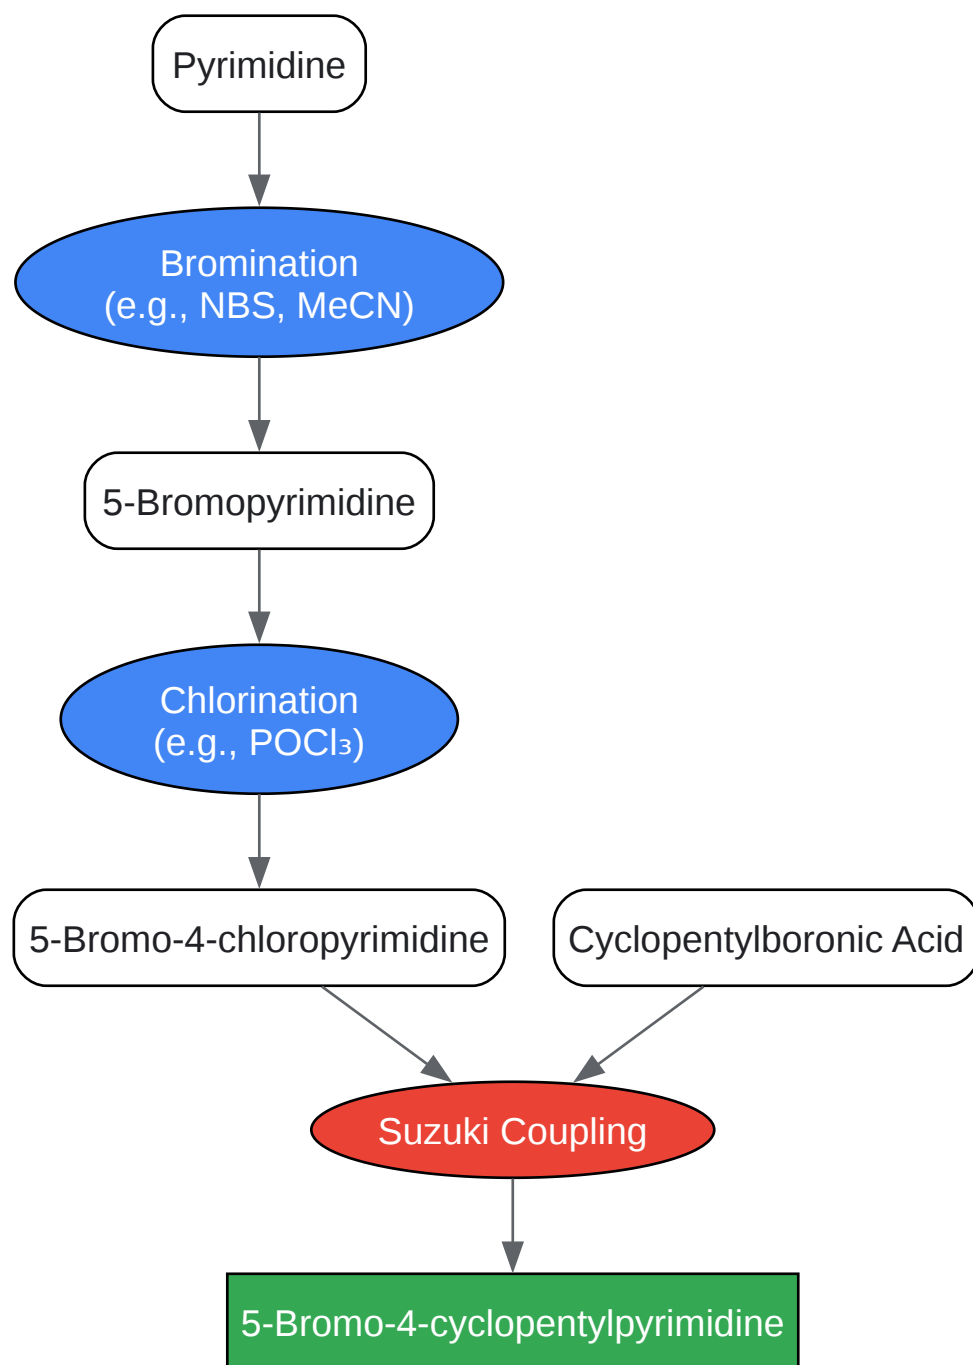 Pyrimidine
Bromination
(e.g., NBS, MeCN)
5-Bromopyrimidine
Chlorination
(e.g., POCl₃)
5-Bromo-4-chloropyrimidine
Cyclopentylboronic Acid
Suzuki Coupling
5-Bromo-4-cyclopentylpyrimidine